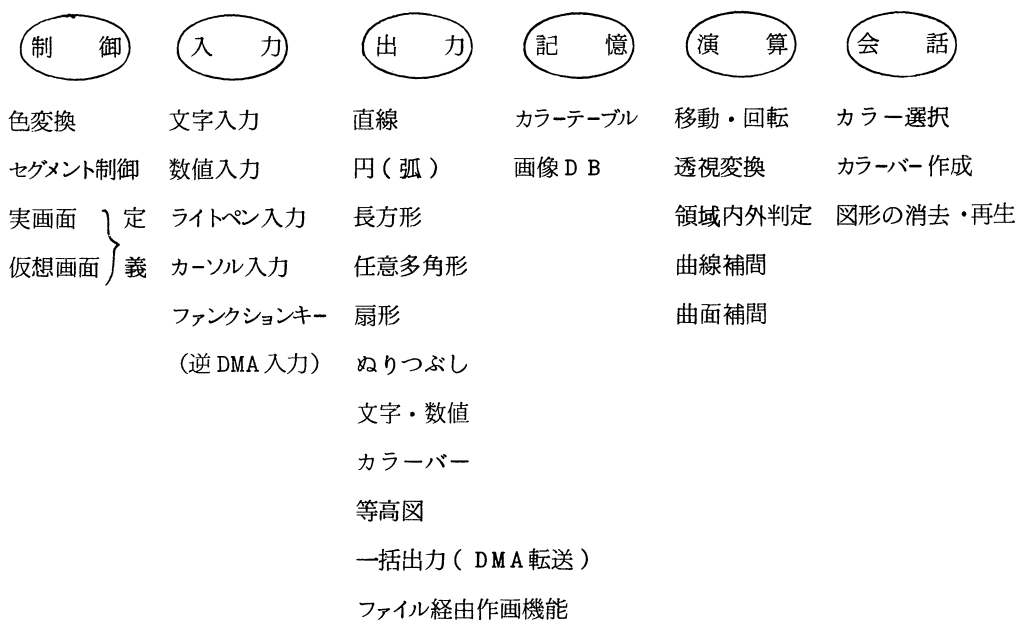 制御 入力 出力 記憶 演算 会話
色変換 文字入力 直線 カラーテーブル 移動・回転 カラー選択
セグメント制御 数値入力 円(弧) 画像DB 透視変換 カラーバー作成
実画面 } 定 ライトペン入力 長方形 領域内外判定 図形の消去・再生
仮想画面 } 義 カーソル入力 任意多角形 曲線補間
ファンクションキー 扇形 曲面補間
(逆DMA入力) ぬりつぶし
文字・数値
カラーバー
等高図
一括出力(DMA転送)
ファイル経由作画機能